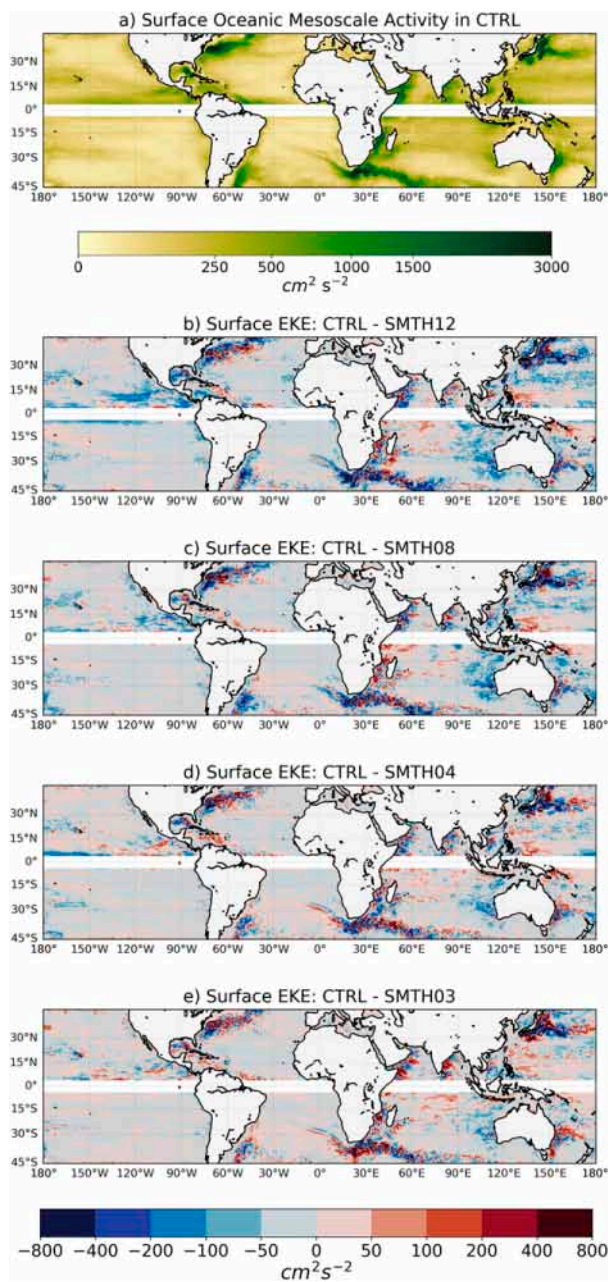 a) Surface Oceanic Mesoscale Activity in CTRL
30°N
15°N
0°
15°S
30°S
45°S
180° 150°W 120°W 90°W 60°W 30°W 0° 30°E 60°E 90°E 120°E 150°E 180°
0 250 500 1000 1500 3000
cm² s⁻²
b) Surface EKE: CTRL - SMTH12
30°N
15°N
0°
15°S
30°S
45°S
180° 150°W 120°W 90°W 60°W 30°W 0° 30°E 60°E 90°E 120°E 150°E 180°
c) Surface EKE: CTRL - SMTH08
30°N
15°N
0°
15°S
30°S
45°S
180° 150°W 120°W 90°W 60°W 30°W 0° 30°E 60°E 90°E 120°E 150°E 180°
d) Surface EKE: CTRL - SMTH04
30°N
15°N
0°
15°S
30°S
45°S
180° 150°W 120°W 90°W 60°W 30°W 0° 30°E 60°E 90°E 120°E 150°E 180°
e) Surface EKE: CTRL - SMTH03
30°N
15°N
0°
15°S
30°S
45°S
180° 150°W 120°W 90°W 60°W 30°W 0° 30°E 60°E 90°E 120°E 150°E 180°
−800 −400 −200 −100 −50 0 50 100 200 400 800
cm²s⁻²